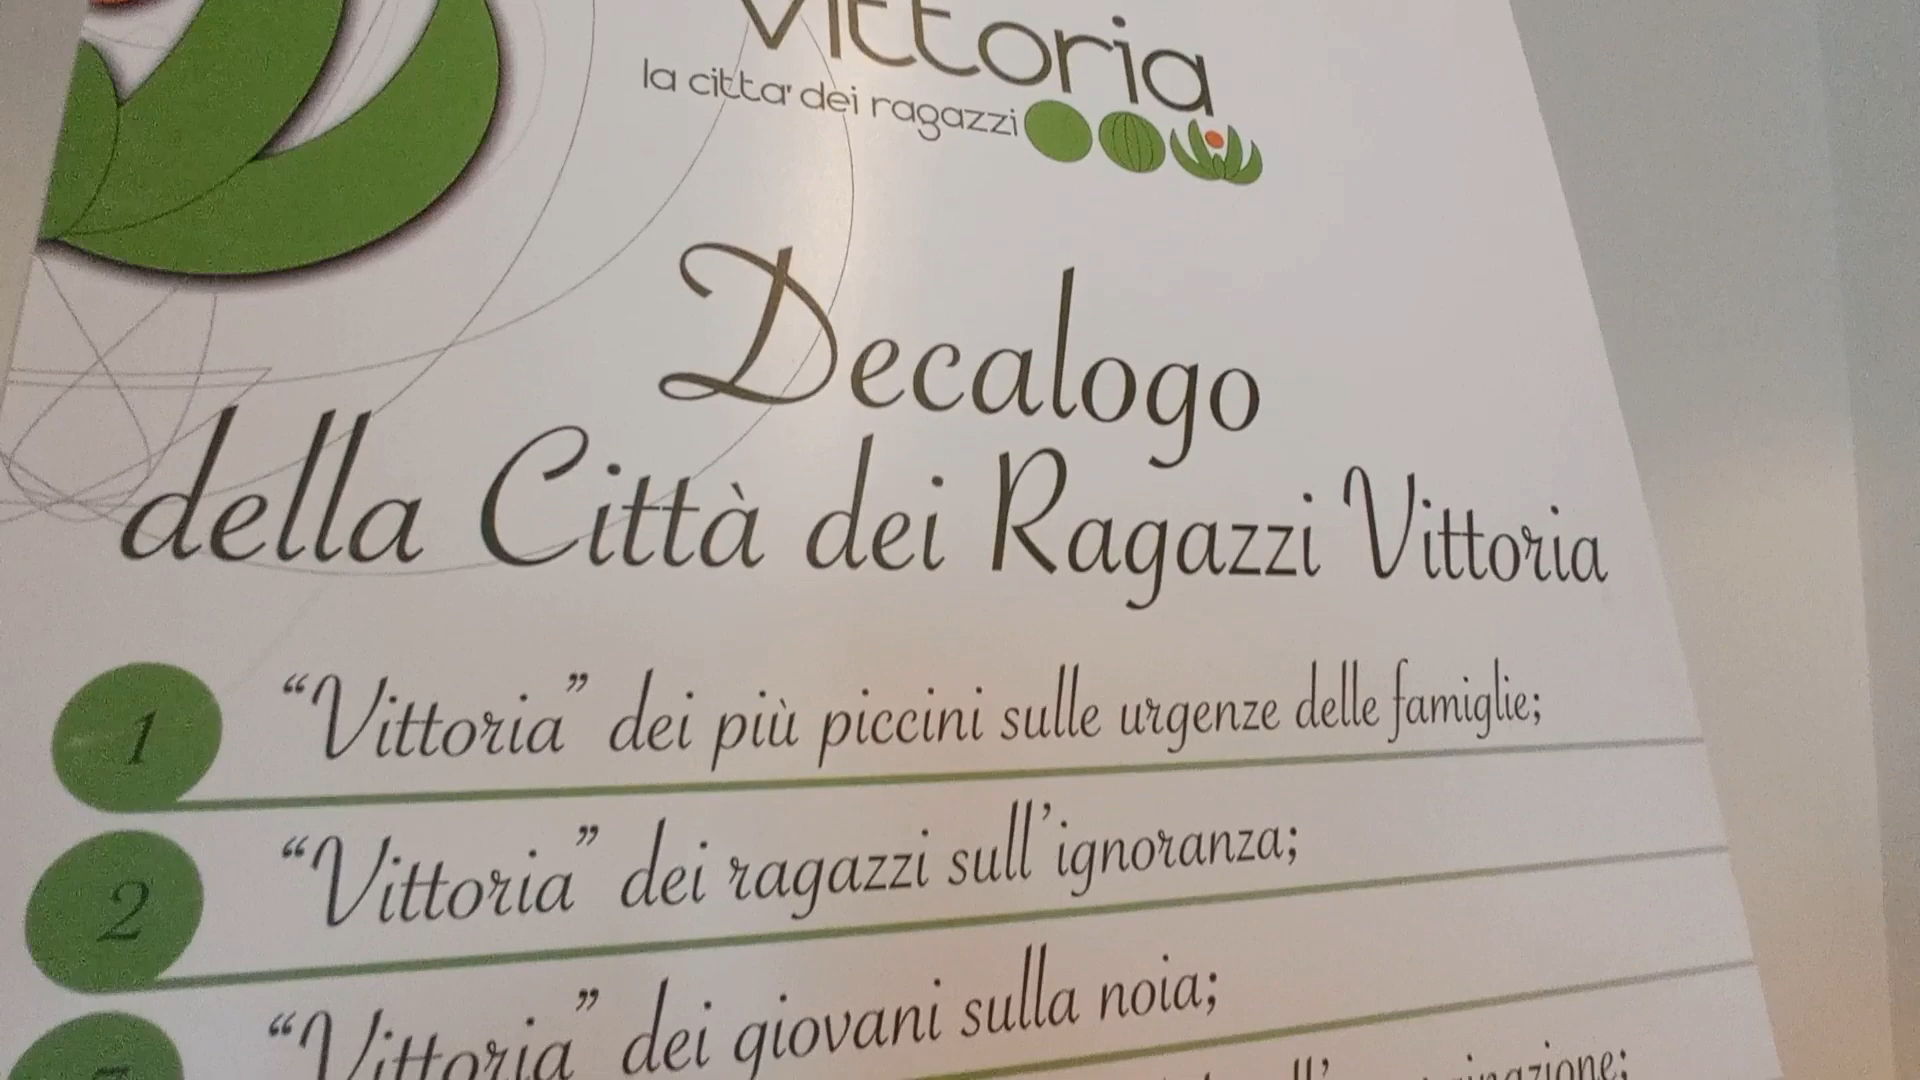 vittoria
la citta' dei ragazzi
Decalogo
della Città dei Ragazzi Vittoria
1 “Vittoria” dei più piccini sulle urgenze delle famiglie;
2 “Vittoria” dei ragazzi sull’ignoranza;
“Vittoria” dei giovani sulla noia;